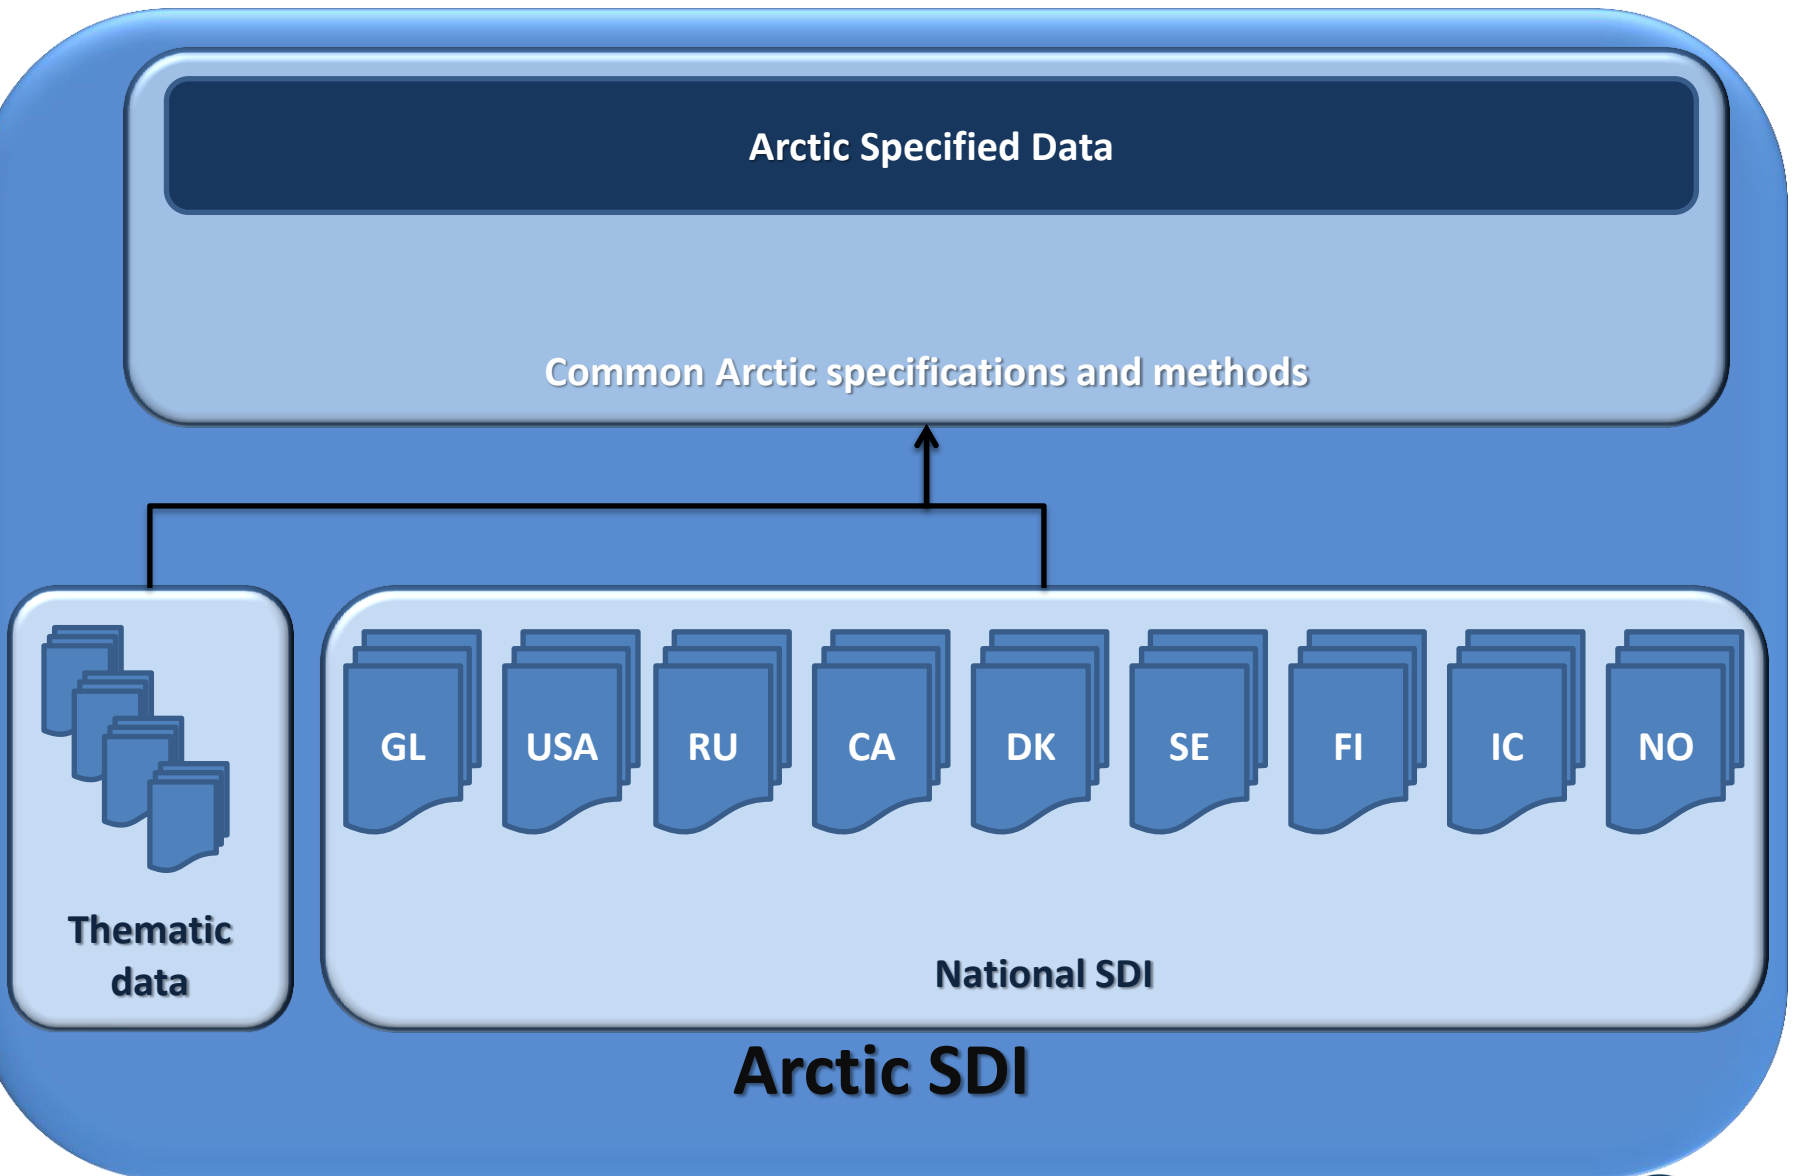 Arctic Specified Data
Common Arctic specifications and methods
GL USA RU CA DK SE FI IC NO
Thematic
data
National SDI
Arctic SDI